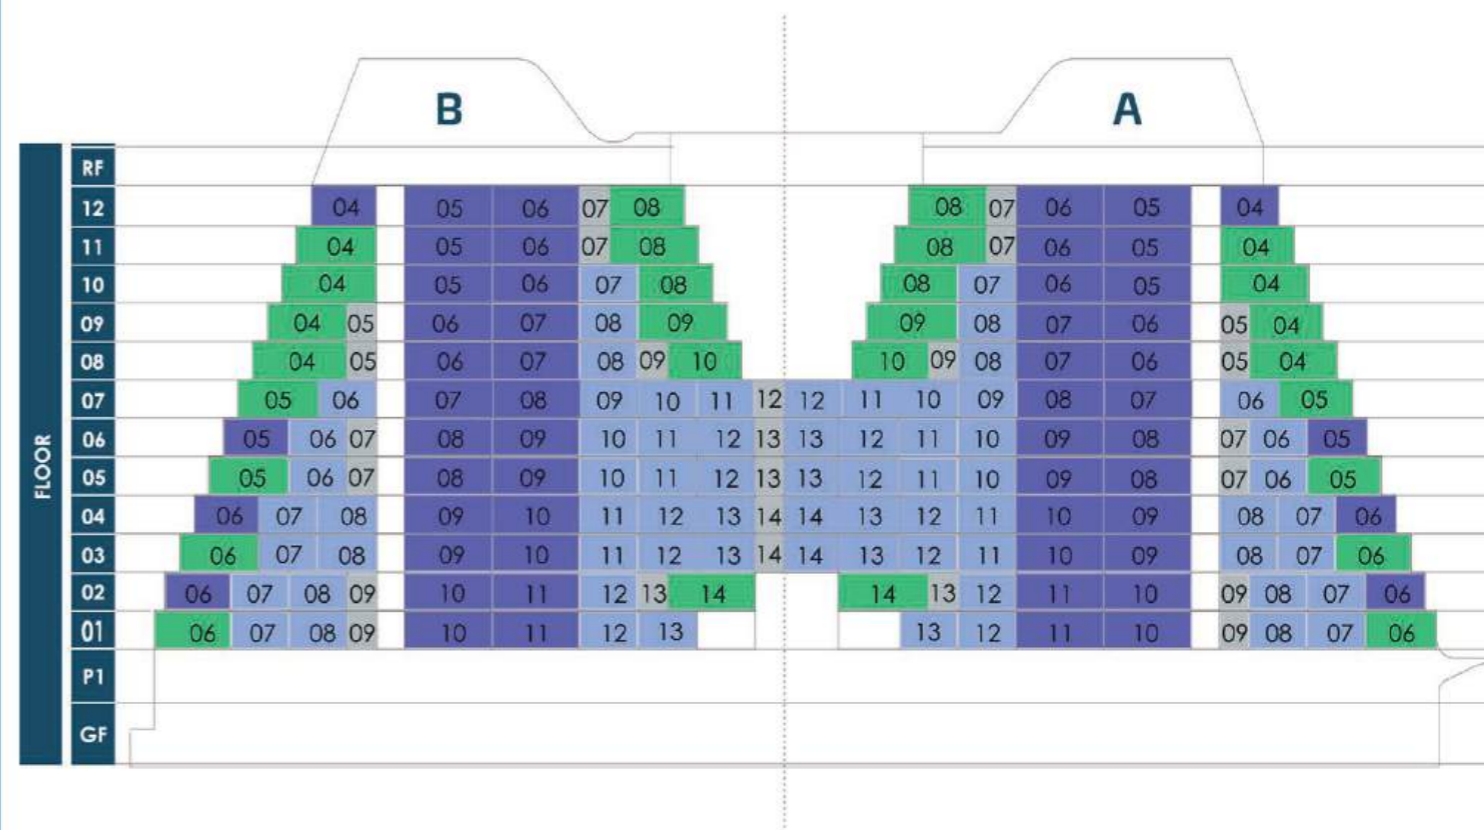 B A
RF
12 04 05 06 07 08 08 07 06 05 04
11 04 05 06 07 08 08 07 06 05 04
10 04 05 06 07 08 08 07 06 05 04
09 04 05 06 07 08 09 09 08 07 06 05 04
08 04 05 06 07 08 09 10 10 09 08 07 06 05 04
07 05 06 07 08 09 10 11 12 12 11 10 09 08 07 06 05
06 05 06 07 08 09 10 11 12 13 13 12 11 10 09 08 07 06 05
05 05 06 07 08 09 10 11 12 13 13 12 11 10 09 08 07 06 05
04 06 07 08 09 10 11 12 13 14 14 13 12 11 10 09 08 07 06
03 06 07 08 09 10 11 12 13 14 14 13 12 11 10 09 08 07 06
02 06 07 08 09 10 11 12 13 14 14 13 12 11 10 09 08 07 06
01 06 07 08 09 10 11 12 13 13 12 11 10 09 08 07 06
P1
GF
FLOOR